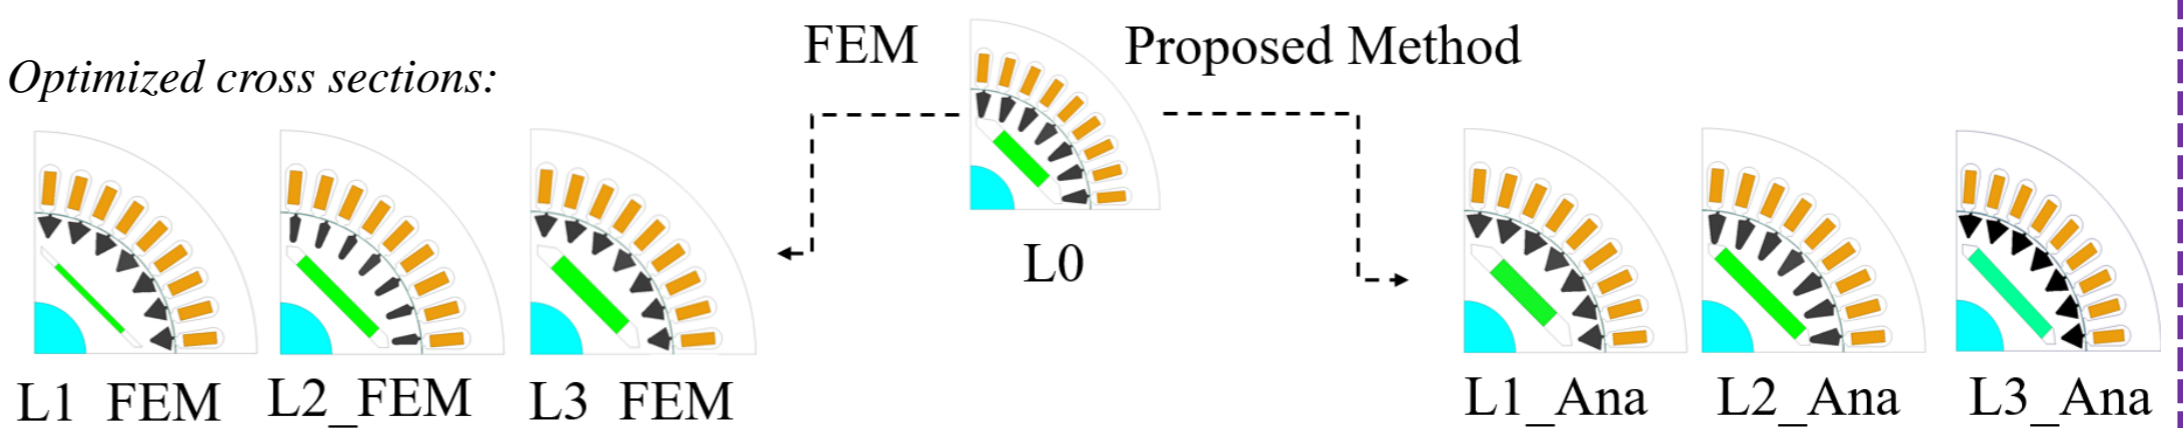 FEM
Proposed Method
Optimized cross sections:
L0
L1 FEM
L2_FEM
L3 FEM
L1_Ana
L2_Ana
L3_Ana